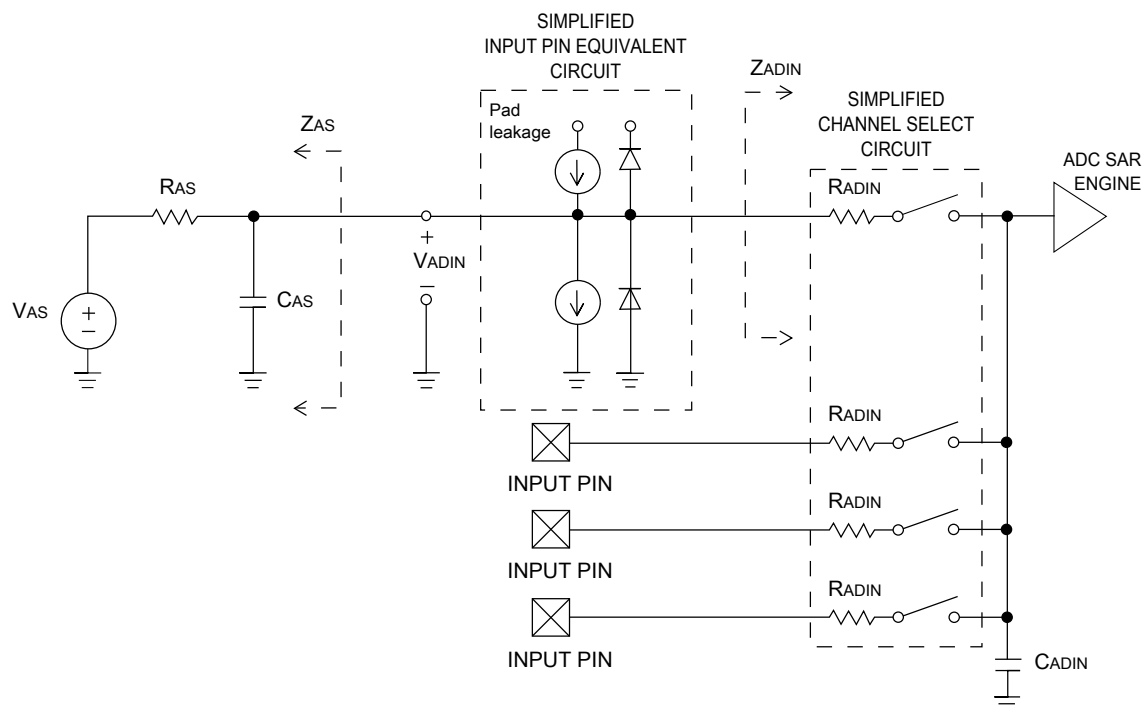 SIMPLIFIED
INPUT PIN EQUIVALENT
CIRCUIT
Pad
leakage
ZAS
ZADIN
SIMPLIFIED
CHANNEL SELECT
CIRCUIT
ADC SAR
ENGINE
RAS
RADIN
VADIN
+
−
CAS
VAS
+
−
RADIN
INPUT PIN
RADIN
INPUT PIN
RADIN
INPUT PIN
CADIN